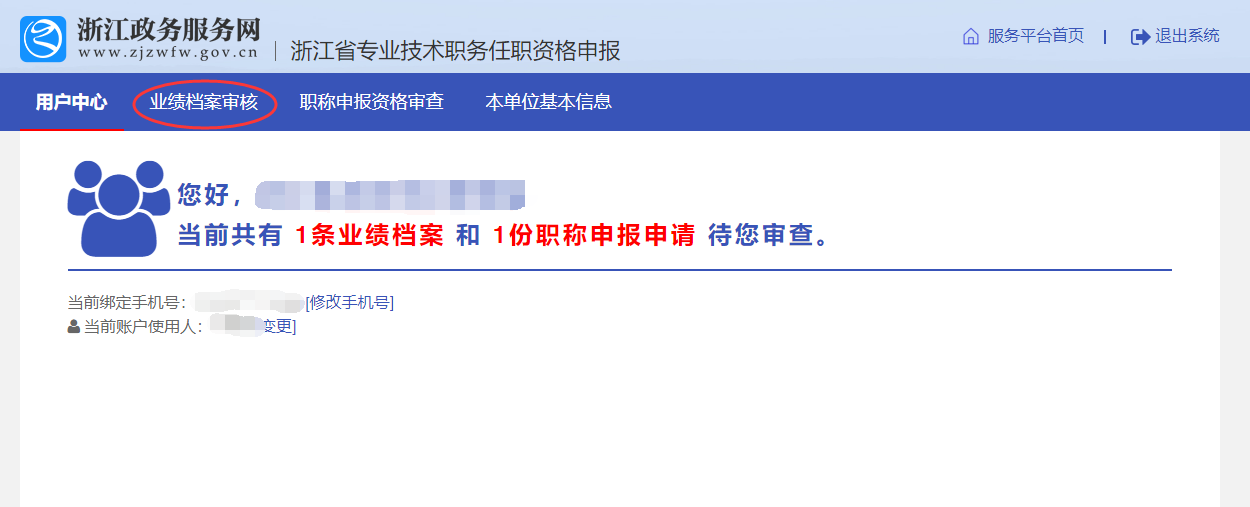 浙江政务服务网
www.zjzwfw.gov.cn
浙江省专业技术职务任职资格申报
服务平台首页
退出系统
用户中心 业绩档案审核 职称申报资格审查 本单位基本信息
您好，
当前共有 1条业绩档案 和 1份职称申报申请 待您审查。
当前绑定手机号： [修改手机号]
当前账户使用人： 变更]